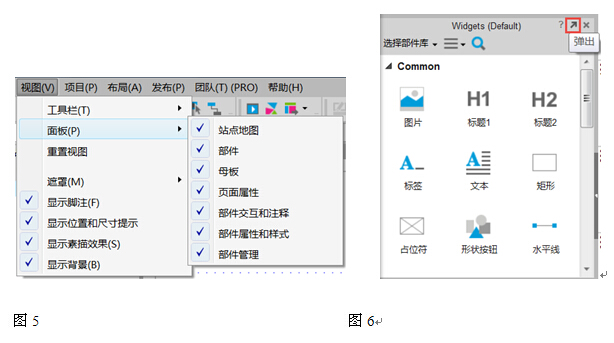 视图(V) 项目(P) 布局(A) 发布(P) 团队(T) (PRO) 帮助(H)
工具栏(T)
面板(P)
重置视图
遮罩(M)
显示脚注(F)
显示位置和尺寸提示
显示素描效果(S)
显示背景(B)
站点地图
部件
母板
页面属性
部件交互和注释
部件属性和样式
部件管理
图 5
Widgets (Default)
弹出
选择部件库
Common
图片 H1 标题1 H2 标题2
A 标签 A 文本 矩形
占位符 形状按钮 水平线
图 6